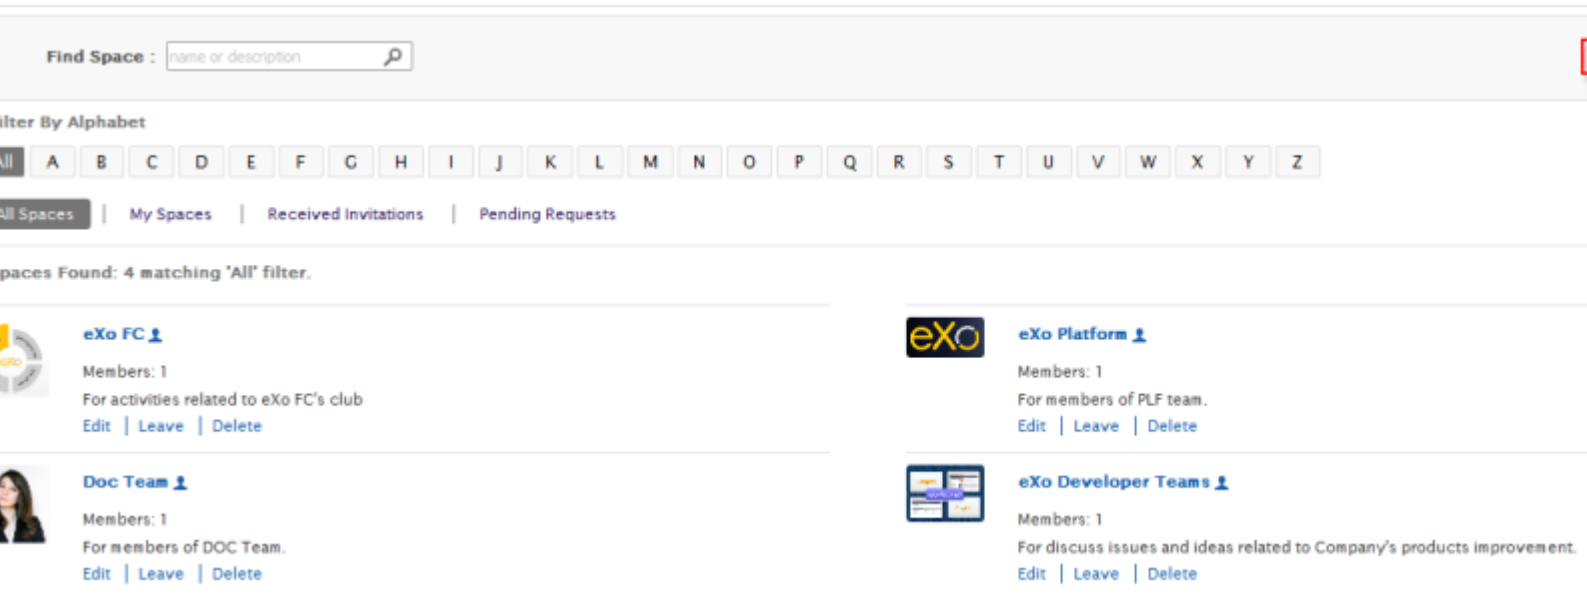 Find Space : name or description
ilter By Alphabet
All A B C D E F G H I J K L M N O P Q R S T U V W X Y Z
All Spaces | My Spaces | Received Invitations | Pending Requests
paces Found: 4 matching "All" filter.
eXo FC
Members: 1
For activities related to eXo FC's club
Edit | Leave | Delete
eXo
eXo Platform
Members: 1
For members of PLF team.
Edit | Leave | Delete
Doc Team
Members: 1
For members of DOC Team.
Edit | Leave | Delete
eXo Developer Teams
Members: 1
For discuss issues and ideas related to Company's products improvement.
Edit | Leave | Delete